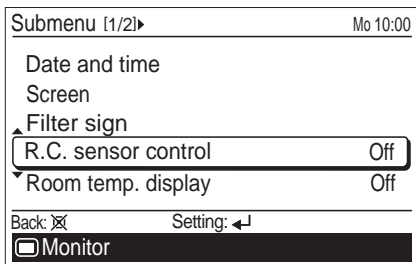 Submenu [1/2]▶ Mo 10:00
Date and time
Screen
Filter sign
R.C. sensor control Off
Room temp. display Off
Back: Setting:
Monitor